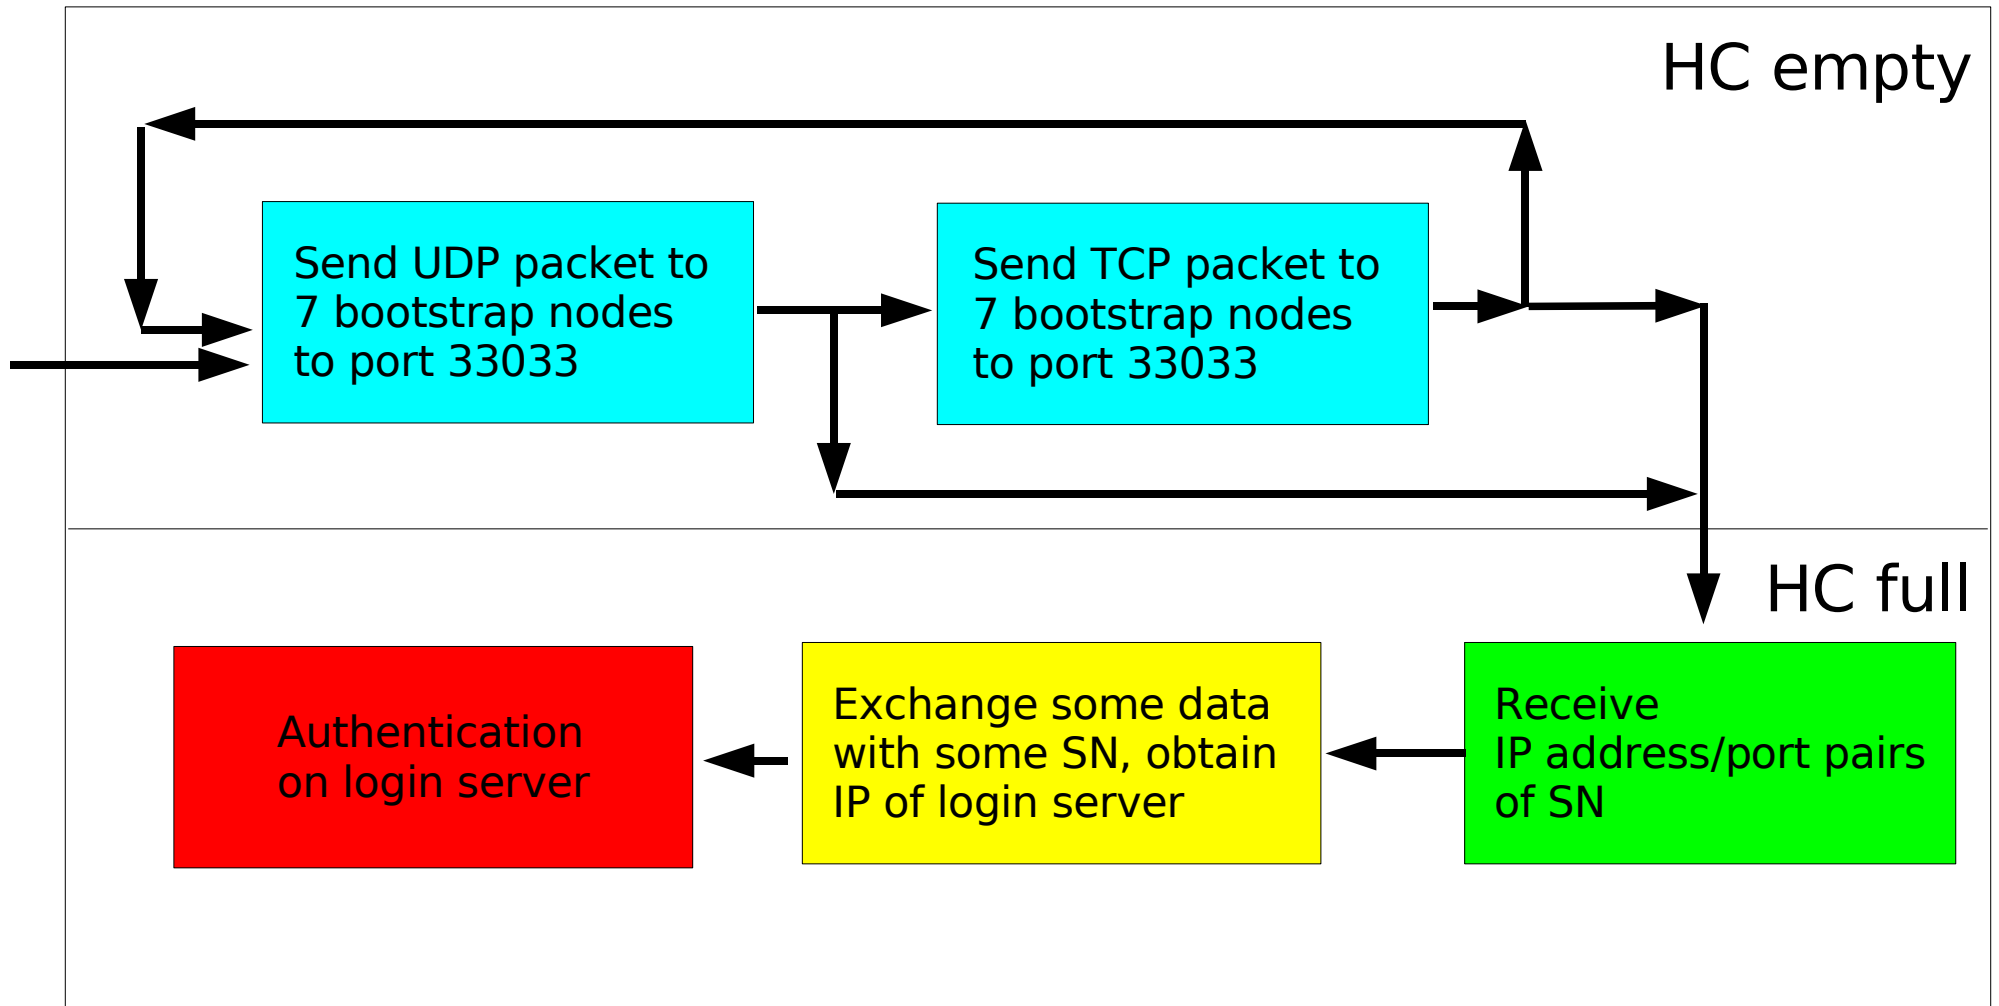 HC empty
Send UDP packet to
7 bootstrap nodes
to port 33033
Send TCP packet to
7 bootstrap nodes
to port 33033
HC full
Authentication
on login server
Exchange some data
with some SN, obtain
IP of login server
Receive
IP address/port pairs
of SN